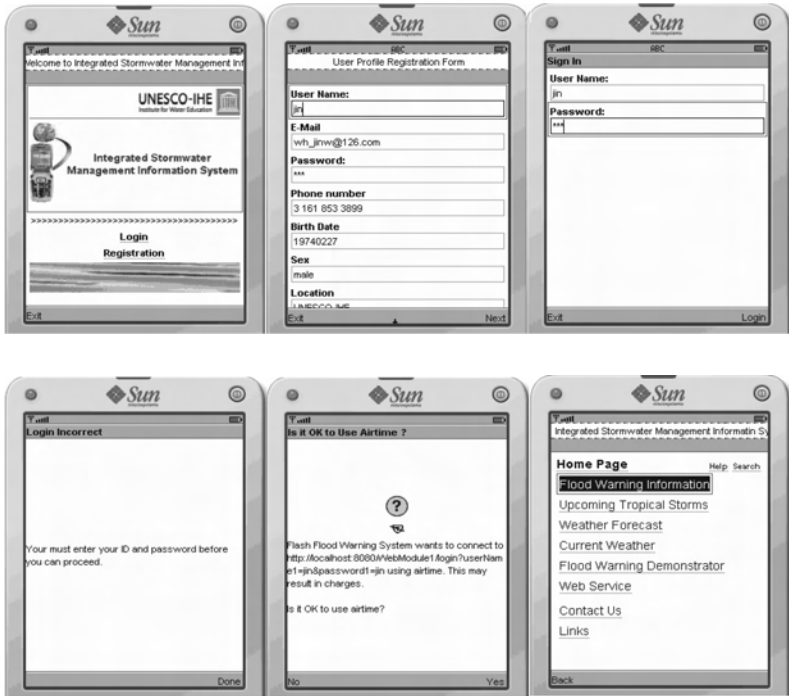 Sun
Welcome to Integrated Stormwater Management Inf
UNESCO-IHE
Institute for Water Education
Integrated Stormwater
Management Information System
>>>>>>>>>>>>>>>>>>>>>>>>>>>>>>>>>>>>>>
Login
Registration
Exit
Sun
ABC
User Profile Registration Form
User Name:
jin
E-Mail
wh_jinw@126.com
Password:
***
Phone number
3 161 853 3899
Birth Date
19740227
Sex
male
Location
UNESCO-IHE
Exit
Next
Sun
ABC
Sign In
User Name:
jin
Password:
***
Exit
Login
Sun
Login Incorrect
Your must enter your ID and password before
you can proceed.
Done
Sun
Is it OK to Use Airtime ?
?
Flash Flood Warning System wants to connect to
http://localhost:8080/WebModule1/login?userNam
e1=jin&password1=jin using airtime. This may
result in charges.
Is it OK to use airtime?
No
Yes
Sun
Integrated Stormwater Management Informatin Sy
Home Page
Help Search
Flood Warning Information
Upcoming Tropical Storms
Weather Forecast
Current Weather
Flood Warning Demonstrator
Web Service
Contact Us
Links
Back